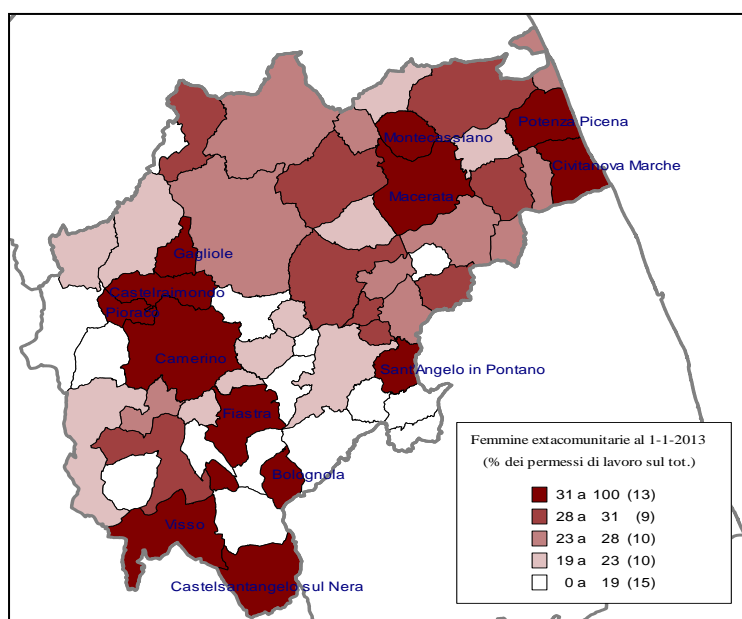 Potenza Picena
Montecassiano
Civitanova Marche
Macerata
Gagliole
Castelraimondo
Pioraco
Camerino
Sant'Angelo in Pontano
Fiastra
Bolognola
Visso
Castelsantangelo sul Nera
Femmine extacomunitarie al 1-1-2013
(% dei permessi di lavoro sul tot.)
31 a 100 (13)
28 a 31 (9)
23 a 28 (10)
19 a 23 (10)
0 a 19 (15)